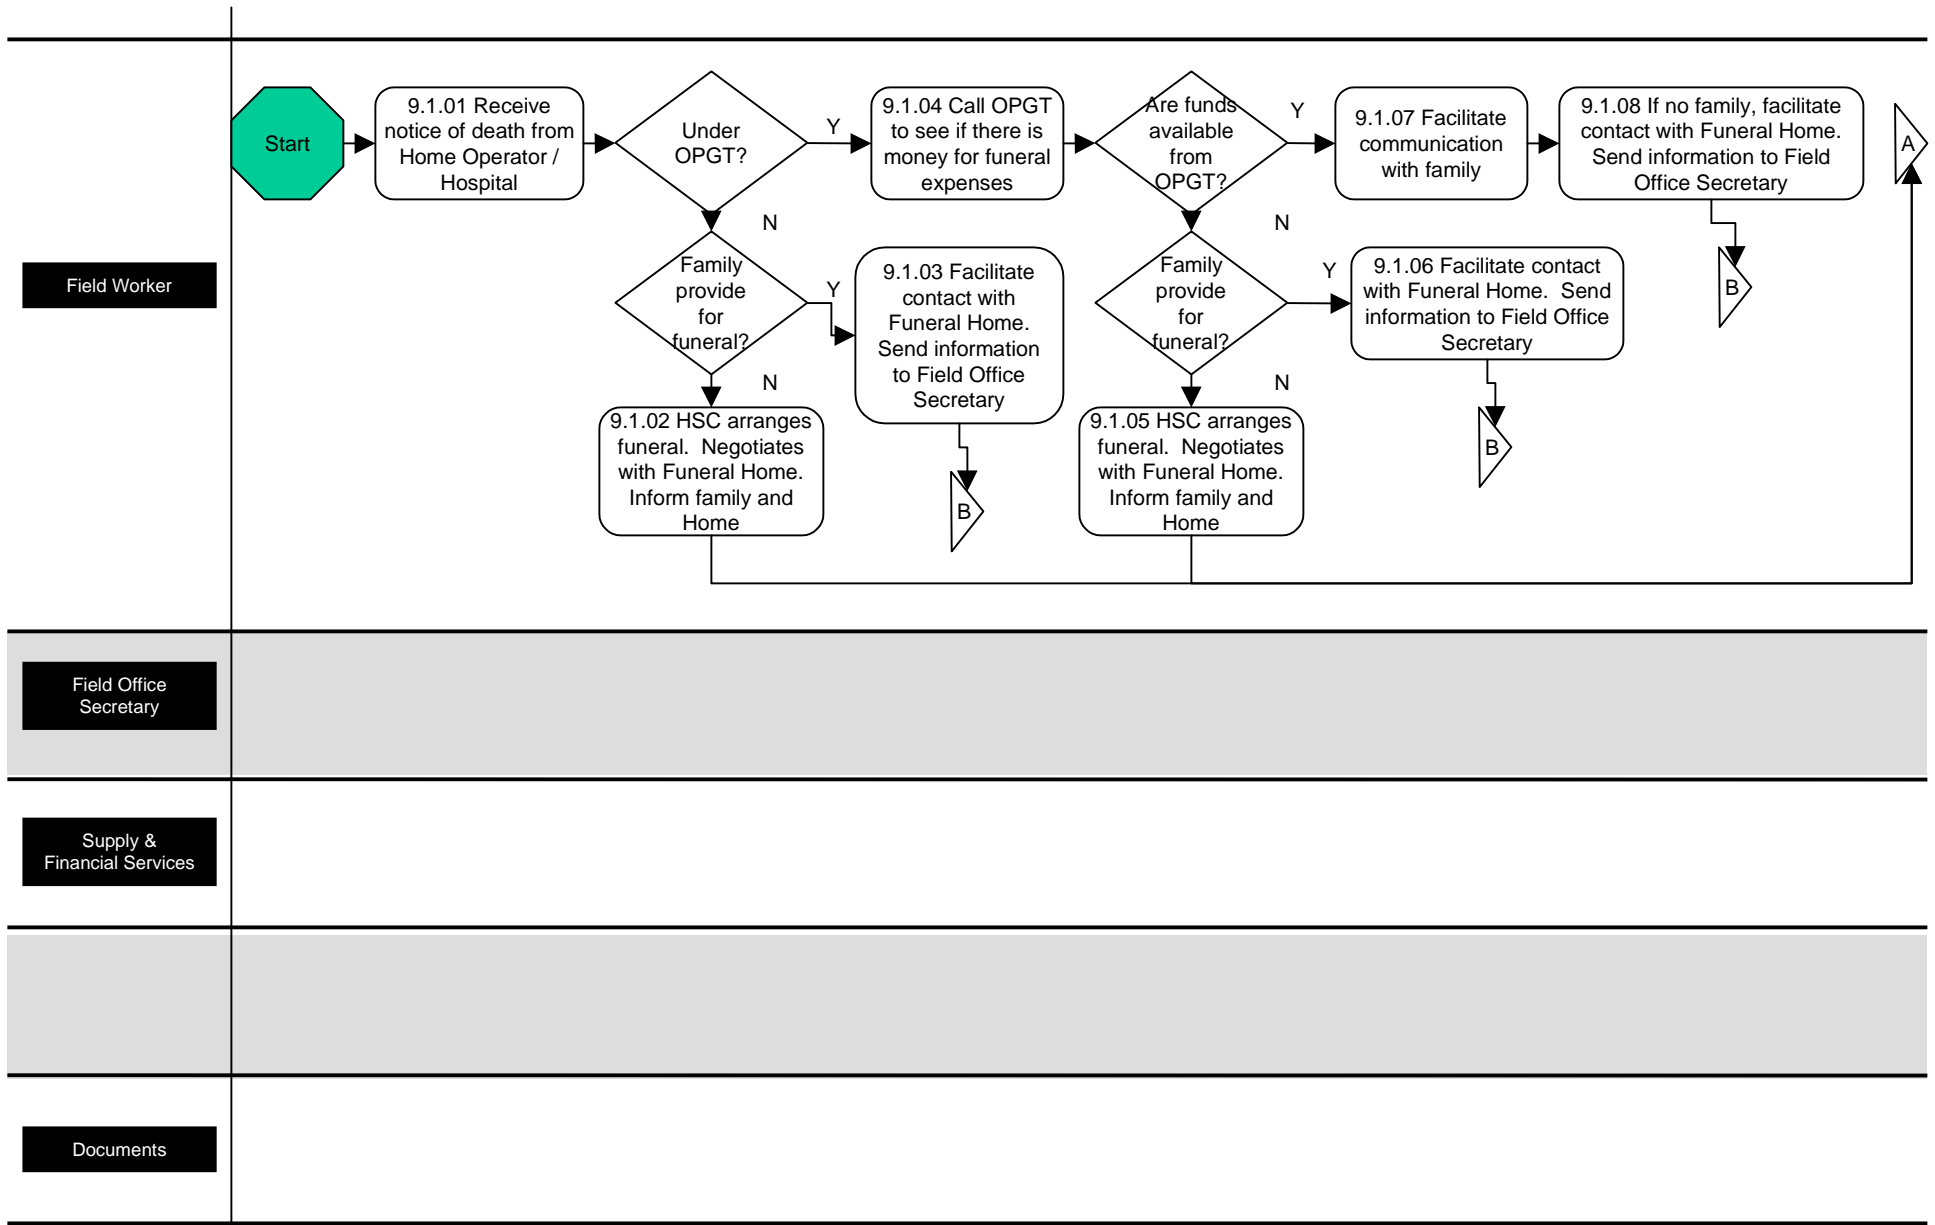 Start
9.1.01 Receive
notice of death from
Home Operator /
Hospital
Under
OPGT?
Y
9.1.04 Call OPGT
to see if there is
money for funeral
expenses
Are funds
available
from
OPGT?
Y
9.1.07 Facilitate
communication
with family
9.1.08 If no family, facilitate
contact with Funeral Home.
Send information to Field
Office Secretary
A
N
N
Field Worker
Family
provide
for
funeral?
Y
9.1.03 Facilitate
contact with
Funeral Home.
Send information
to Field Office
Secretary
Family
provide
for
funeral?
Y
9.1.06 Facilitate contact
with Funeral Home.  Send
information to Field Office
Secretary
B
N
N
9.1.02 HSC arranges
funeral.  Negotiates
with Funeral Home.
Inform family and
Home
B
9.1.05 HSC arranges
funeral.  Negotiates
with Funeral Home.
Inform family and
Home
B
Field Office
Secretary
Supply &
Financial Services
Documents